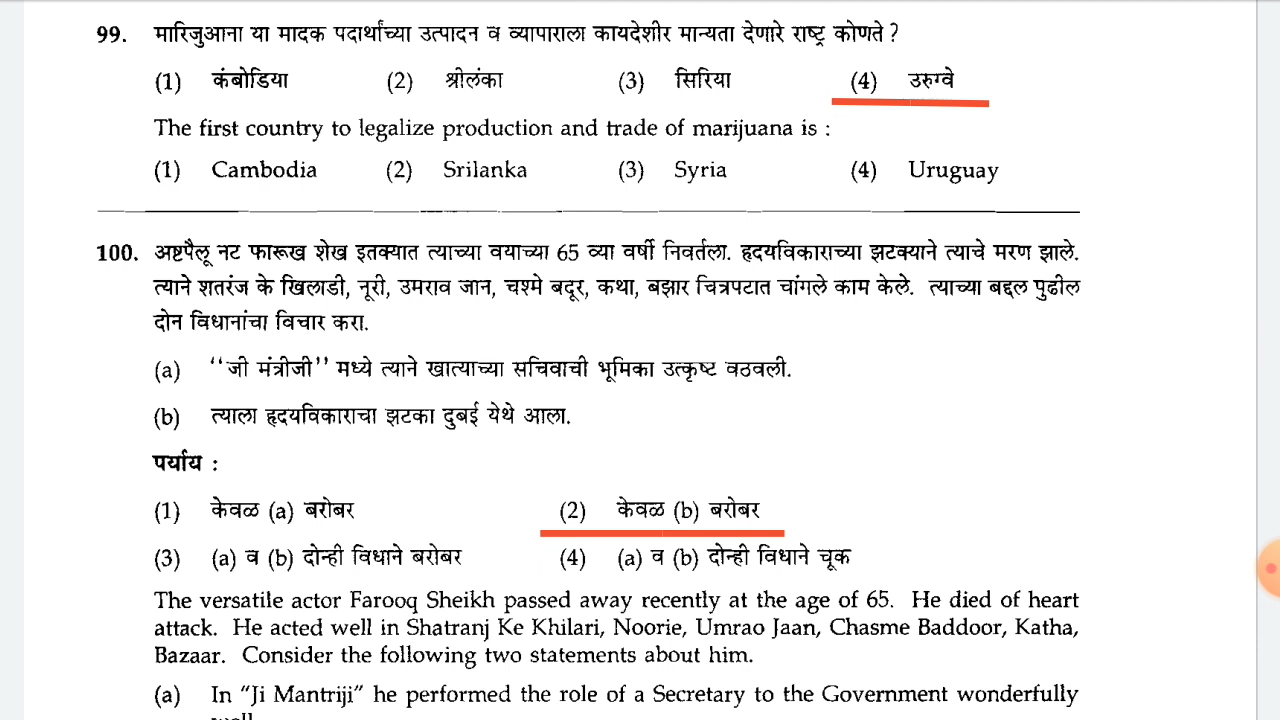 99. मारिजुआना या मादक पदार्थांच्या उत्पादन व व्यापाराला कायदेशीर मान्यता देणारे राष्ट्र कोणते ?
(1) कंबोडिया (2) श्रीलंका (3) सिरिया (4) उरुग्वे
The first country to legalize production and trade of marijuana is :
(1) Cambodia (2) Srilanka (3) Syria (4) Uruguay
100. अष्टपैलू नट फारूख शेख इतक्यात त्याच्या वयाच्या 65 व्या वर्षी निवर्तला. हृदयविकाराच्या झटक्याने त्याचे मरण झाले.
त्याने शतरंज के खिलाडी, नूरी, उमराव जान, चश्मे बदूर, कथा, बझार चित्रपटात चांगले काम केले. त्याच्या बद्दल पुढील
दोन विधानांचा विचार करा.
(a) ‘‘जी मंत्रीजी’’ मध्ये त्याने खात्याच्या सचिवाची भूमिका उत्कृष्ट वठवली.
(b) त्याला हृदयविकाराचा झटका दुबई येथे आला.
पर्याय :
(1) केवळ (a) बरोबर (2) केवळ (b) बरोबर
(3) (a) व (b) दोन्ही विधाने बरोबर (4) (a) व (b) दोन्ही विधाने चूक
The versatile actor Farooq Sheikh passed away recently at the age of 65. He died of heart
attack. He acted well in Shatranj Ke Khilari, Noorie, Umrao Jaan, Chasme Baddoor, Katha,
Bazaar. Consider the following two statements about him.
(a) In “Ji Mantriji” he performed the role of a Secretary to the Government wonderfully
well